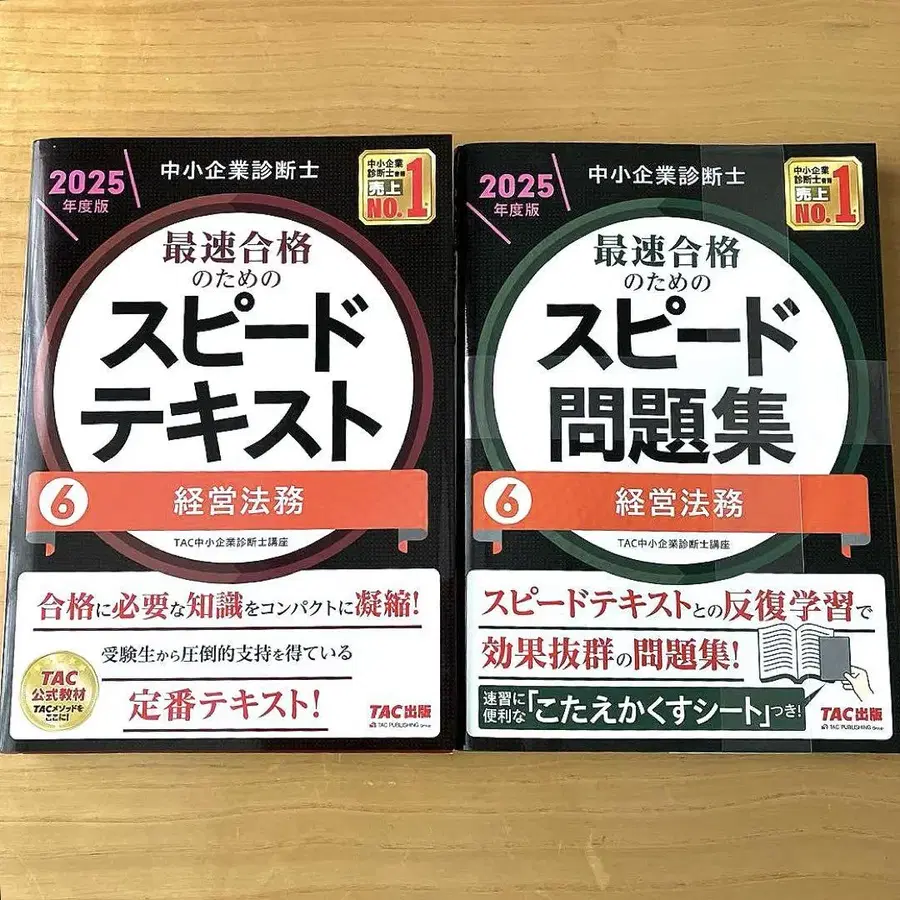 2025
年度版
中小企業診断士
中小企業
診断士書籍
売上
NO.1
最速合格
のための
スピード
テキスト
6 経営法務
TAC中小企業診断士講座
合格に必要な知識をコンパクトに凝縮!
受験生から圧倒的支持を得ている
定番テキスト!
TAC
公式教材
TACメソッドを
ここに!
TAC出版
TAC PUBLISHING Group
2025
年度版
中小企業診断士
中小企業
診断士書籍
売上
NO.1
最速合格
のための
スピード
問題集
6 経営法務
TAC中小企業診断士講座
スピードテキストとの反復学習で
効果抜群の問題集!
速習に
便利な「こたえかくすシート」つき!
TAC出版
TAC PUBLISHING Group